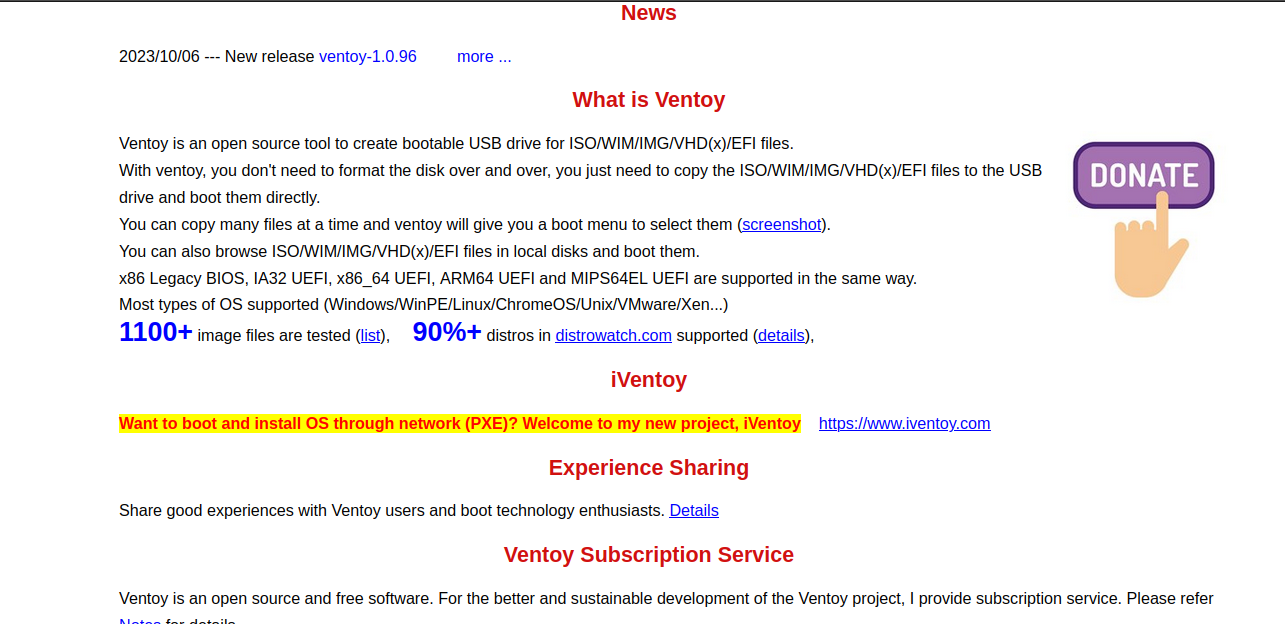 News
2023/10/06 --- New release ventoy-1.0.96 more ...
What is Ventoy
Ventoy is an open source tool to create bootable USB drive for ISO/WIM/IMG/VHD(x)/EFI files.
With ventoy, you don't need to format the disk over and over, you just need to copy the ISO/WIM/IMG/VHD(x)/EFI files to the USB
drive and boot them directly.
You can copy many files at a time and ventoy will give you a boot menu to select them (screenshot).
You can also browse ISO/WIM/IMG/VHD(x)/EFI files in local disks and boot them.
x86 Legacy BIOS, IA32 UEFI, x86_64 UEFI, ARM64 UEFI and MIPS64EL UEFI are supported in the same way.
Most types of OS supported (Windows/WinPE/Linux/ChromeOS/Unix/VMware/Xen...)
1100+ image files are tested (list), 90%+ distros in distrowatch.com supported (details),
DONATE
iVentoy
Want to boot and install OS through network (PXE)? Welcome to my new project, iVentoy https://www.iventoy.com
Experience Sharing
Share good experiences with Ventoy users and boot technology enthusiasts. Details
Ventoy Subscription Service
Ventoy is an open source and free software. For the better and sustainable development of the Ventoy project, I provide subscription service. Please refer
Notes for details